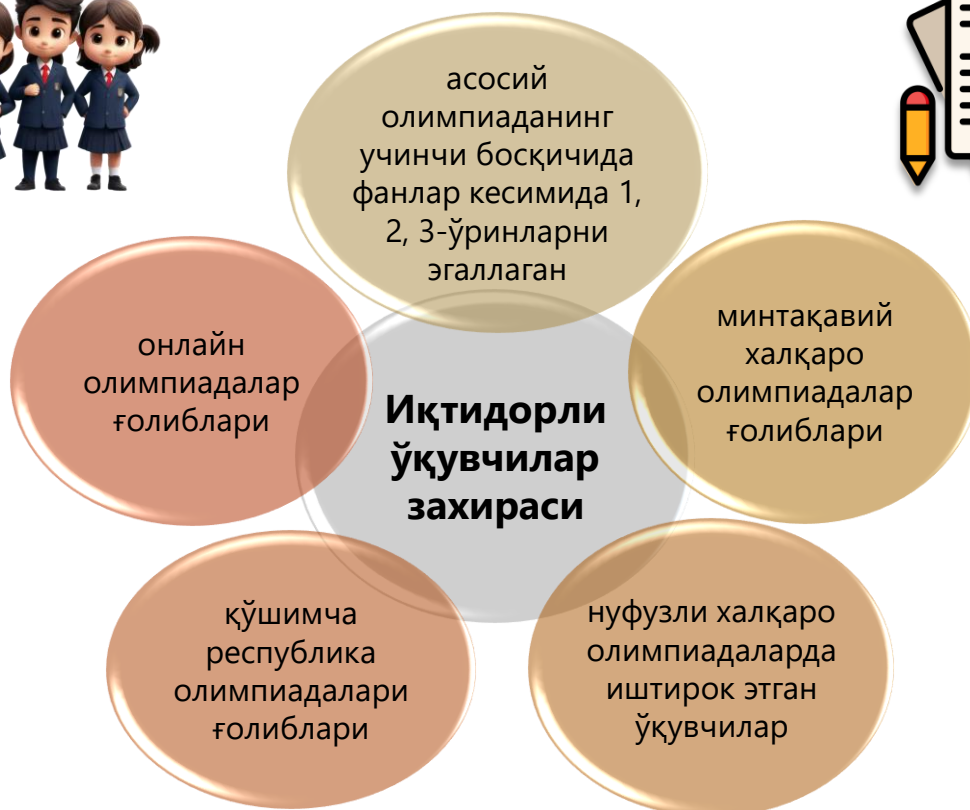 асосий
олимпиаданинг
учинчи босқичида
фанлар кесимида 1,
2, 3-ўринларни
эгаллаган
минтақавий
халқаро
олимпиадалар
ғолиблари
нуфузли халқаро
олимпиадаларда
иштирок этган
ўқувчилар
қўшимча
республика
олимпиадалари
ғолиблари
онлайн
олимпиадалар
ғолиблари
Иқтидорли
ўқувчилар
захираси